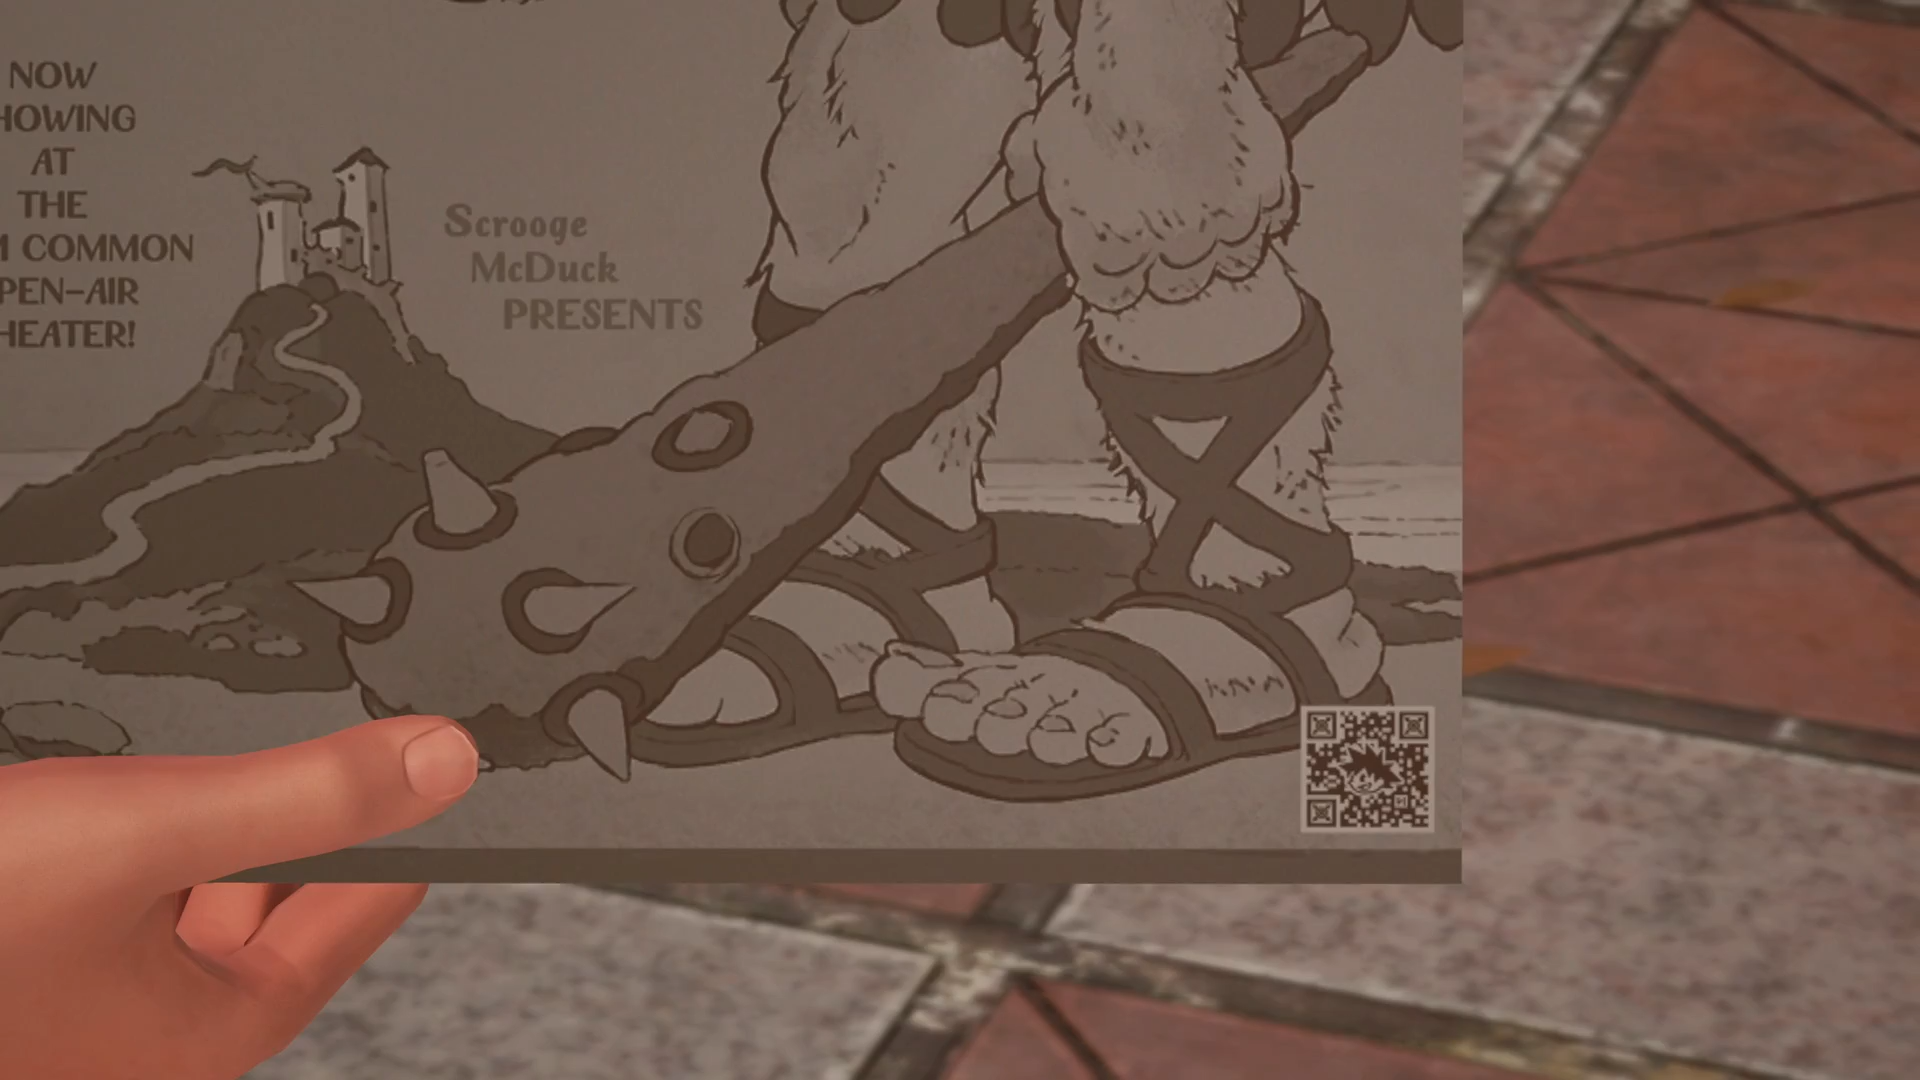 NOW
HOWING
AT
THE
M COMMON
PEN-AIR
HEATER!
Scrooge
McDuck
PRESENTS